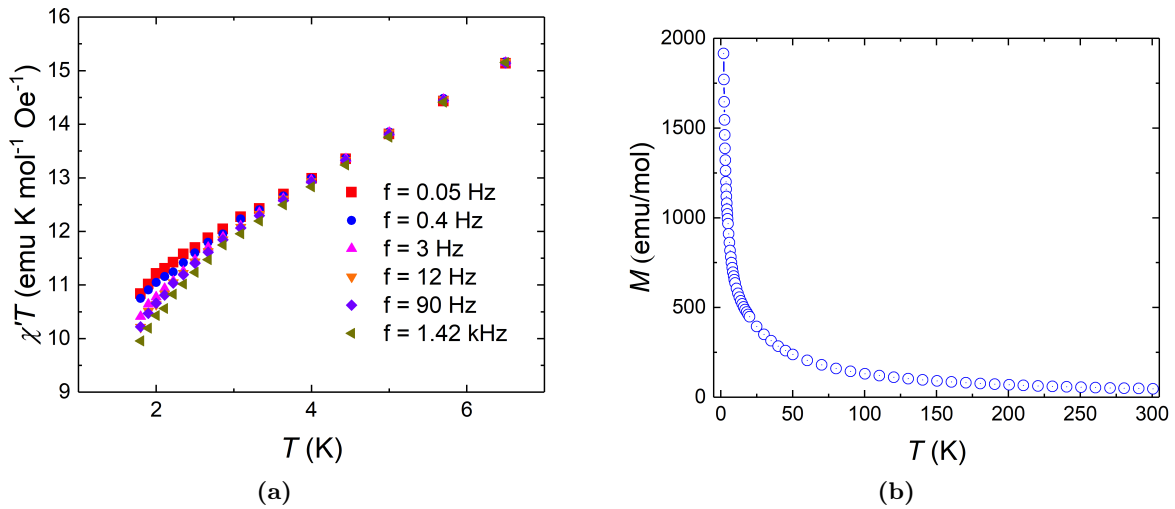 16
15
14
13
12
11
10
9
2
4
6
χ'T (emu K mol⁻¹ Oe⁻¹)
T (K)
f = 0.05 Hz
f = 0.4 Hz
f = 3 Hz
f = 12 Hz
f = 90 Hz
f = 1.42 kHz
(a)
2000
1500
1000
500
0
0 50 100 150 200 250 300
M (emu/mol)
T (K)
(b)